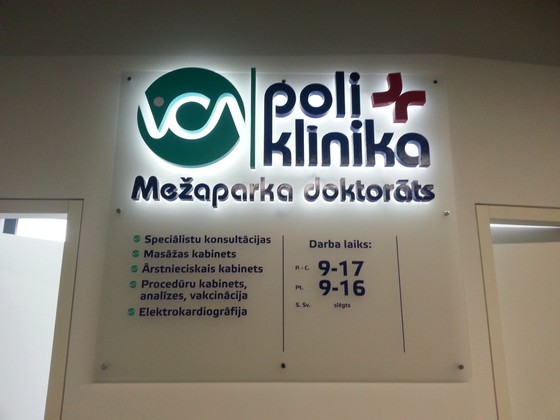 VCA
poli
klinika
Mežaparka doktorāts
Speciālistu konsultācijas
Masāžas kabinets
Ārstnieciskais kabinets
Procedūru kabinets,
analīzes, vakcinācija
Elektrokardiogrāfija
Darba laiks:
P. - C. 9-17
Pt. 9-16
S. Sv. slēgts